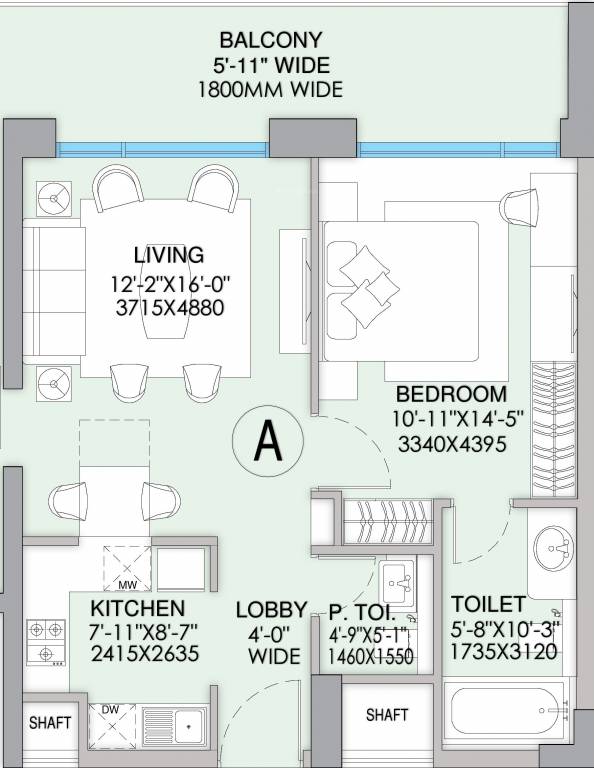 BALCONY
5'-11" WIDE
1800MM WIDE
LIVING
12'-2"X16'-0"
3715X4880
BEDROOM
10'-11"X14'-5"
3340X4395
A
MW
KITCHEN
7'-11"X8'-7"
2415X2635
LOBBY
4'-0"
WIDE
P. TOI.
4'-9"X5'-1"
1460X1550
TOILET
5'-8"X10'-3"
1735X3120
DW
SHAFT
SHAFT